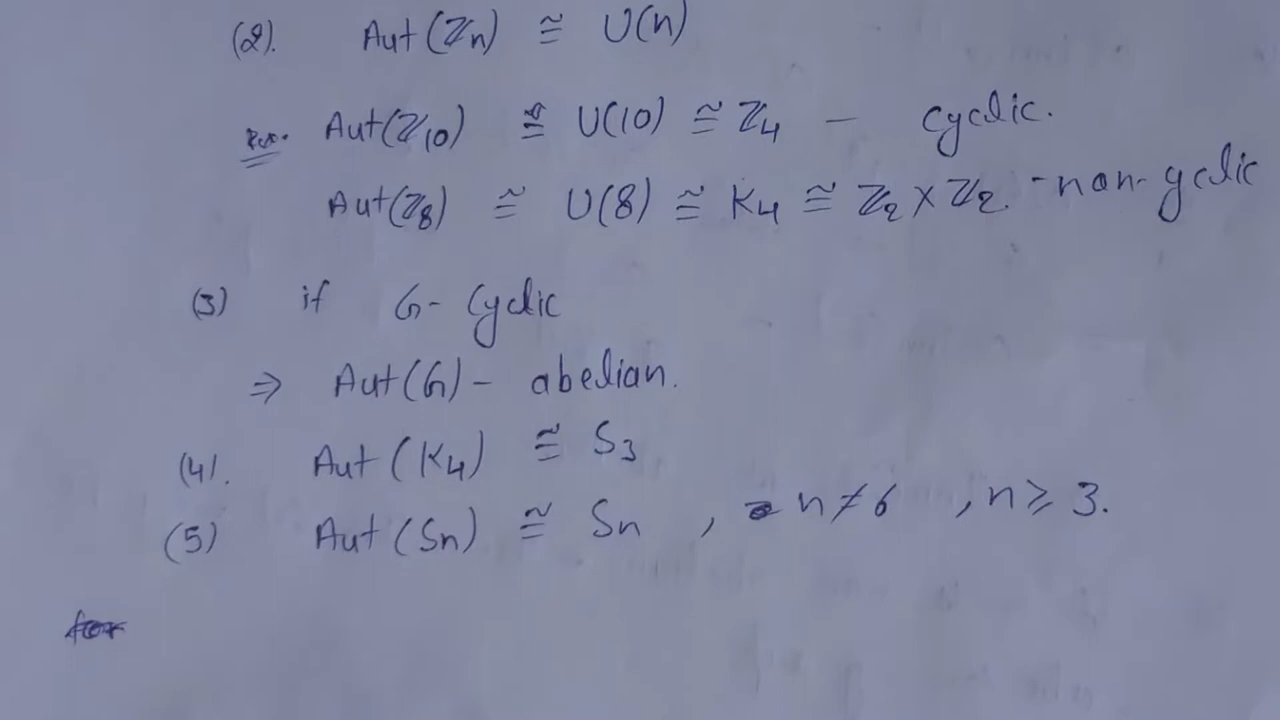 (2). Aut(ℤn) ≅ U(n)
Aut(ℤ10) ≅ U(10) ≅ ℤ4 – cyclic.
Aut(ℤ8) ≅ U(8) ≅ K4 ≅ ℤ2 × ℤ2. -non-cyclic
(3) if G- Cyclic
⇒ Aut(G) – abelian.
(4). Aut (K4) ≅ S3
(5) Aut (Sn) ≅ Sn , n≠6 , n≥3.